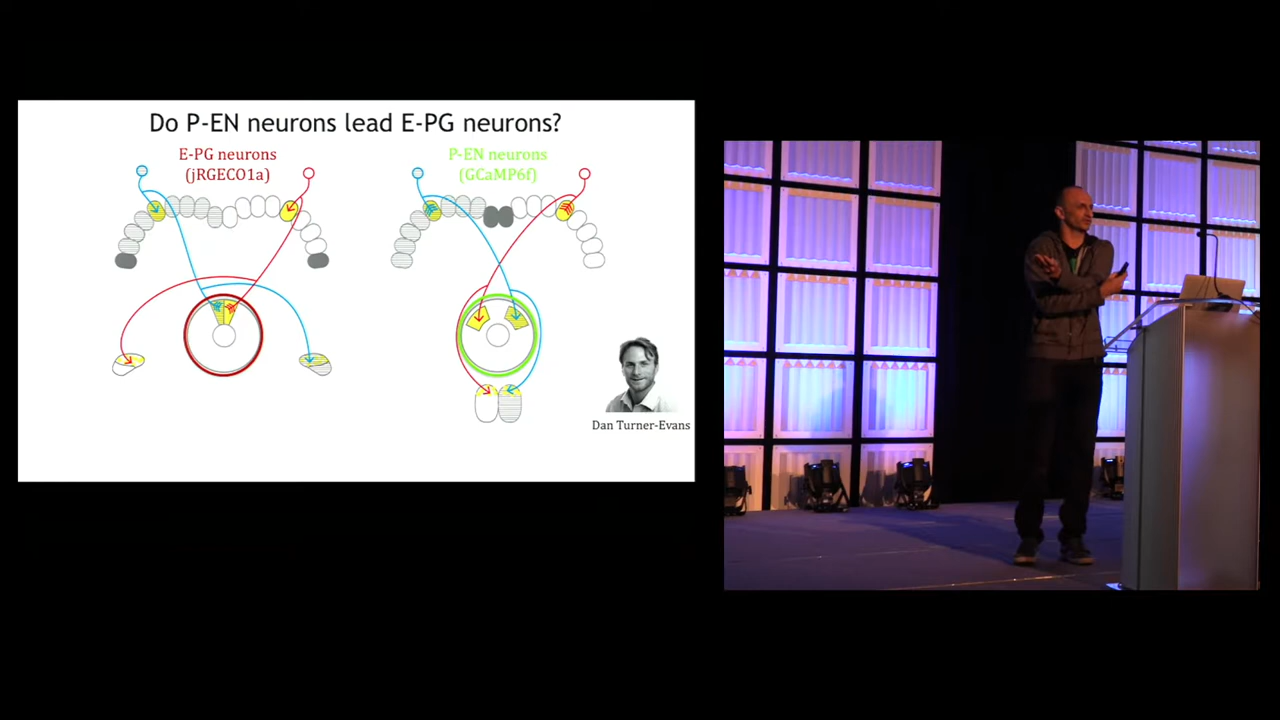 Do P-EN neurons lead E-PG neurons?
E-PG neurons
(jRGECO1a)
P-EN neurons
(GCaMP6f)
Dan Turner-Evans